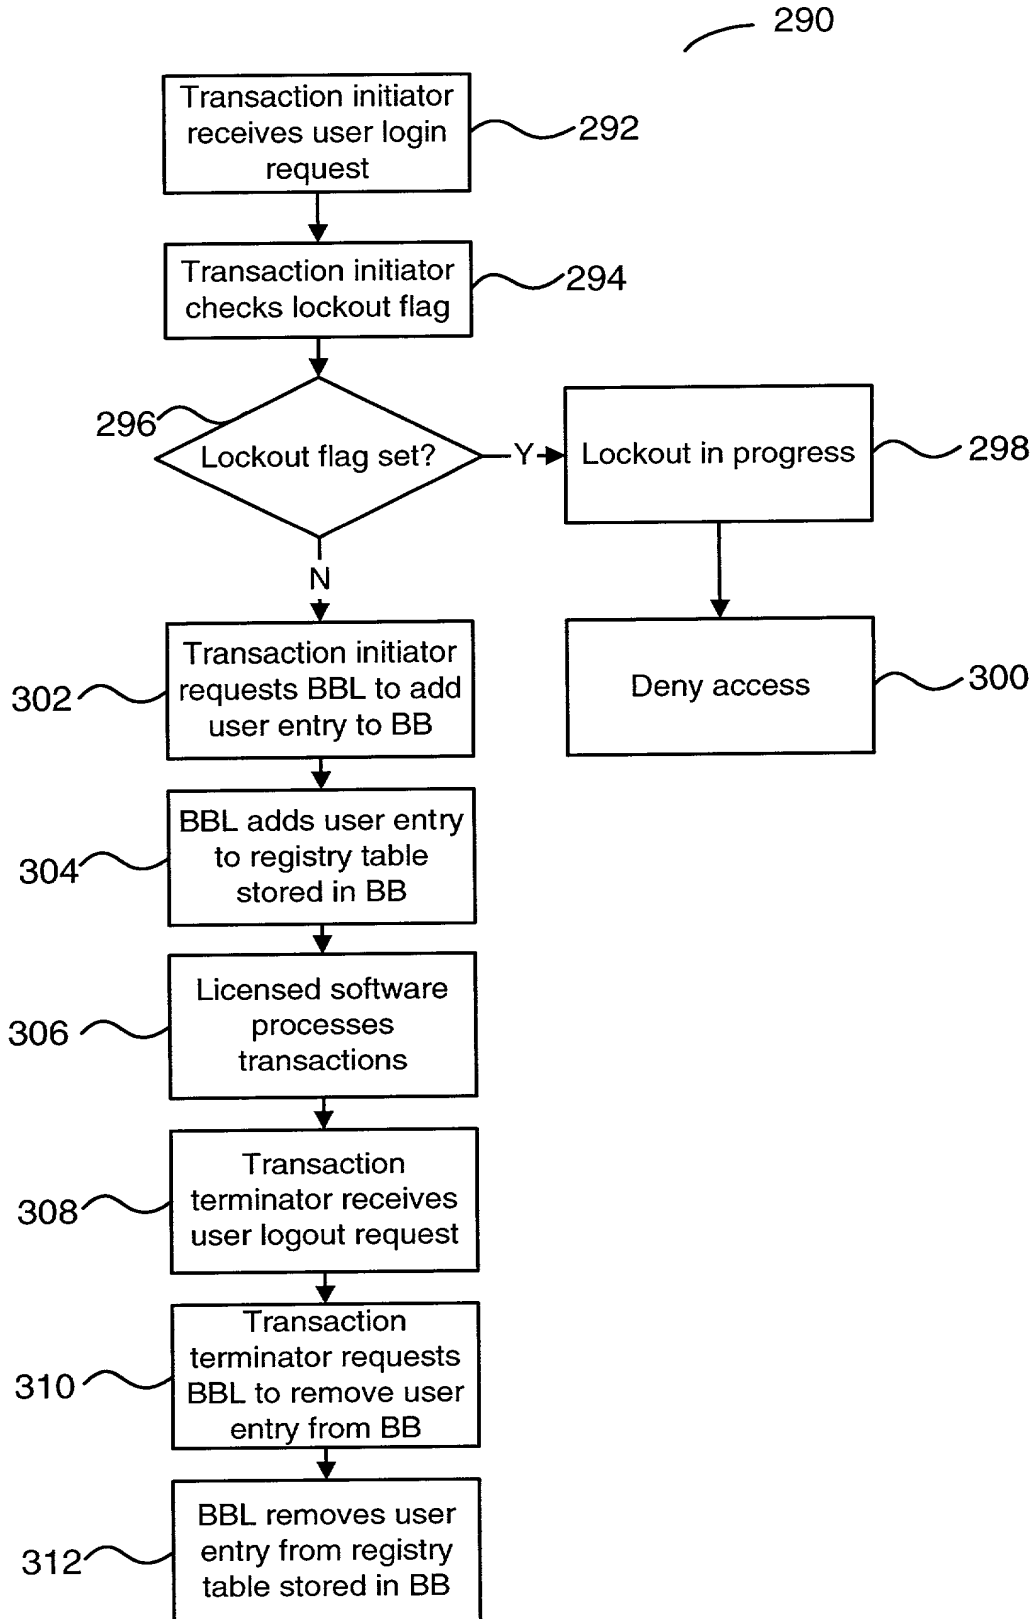 290
Transaction initiator
receives user login
request
292
Transaction initiator
checks lockout flag
294
296
Lockout flag set?
Y
Lockout in progress
298
N
Deny access
300
Transaction initiator
requests BBL to add
user entry to BB
302
BBL adds user entry
to registry table
stored in BB
304
Licensed software
processes
transactions
306
Transaction
terminator receives
user logout request
308
Transaction
terminator requests
BBL to remove user
entry from BB
310
BBL removes user
entry from registry
table stored in BB
312